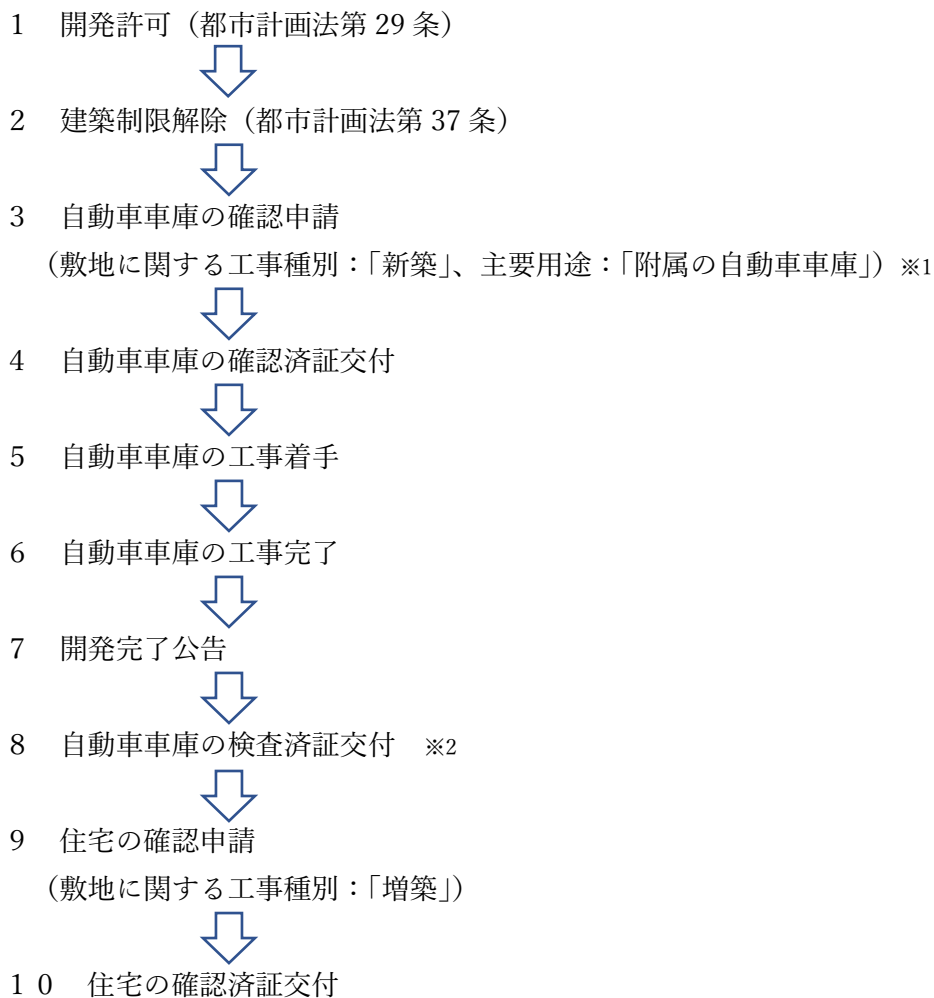 1 開発許可（都市計画法第 29 条）
2 建築制限解除（都市計画法第 37 条）
3 自動車車庫の確認申請
（敷地に関する工事種別：「新築」、主要用途：「附属の自動車車庫」）※1
4 自動車車庫の確認済証交付
5 自動車車庫の工事着手
6 自動車車庫の工事完了
7 開発完了公告
8 自動車車庫の検査済証交付 ※2
9 住宅の確認申請
（敷地に関する工事種別：「増築」）
10 住宅の確認済証交付